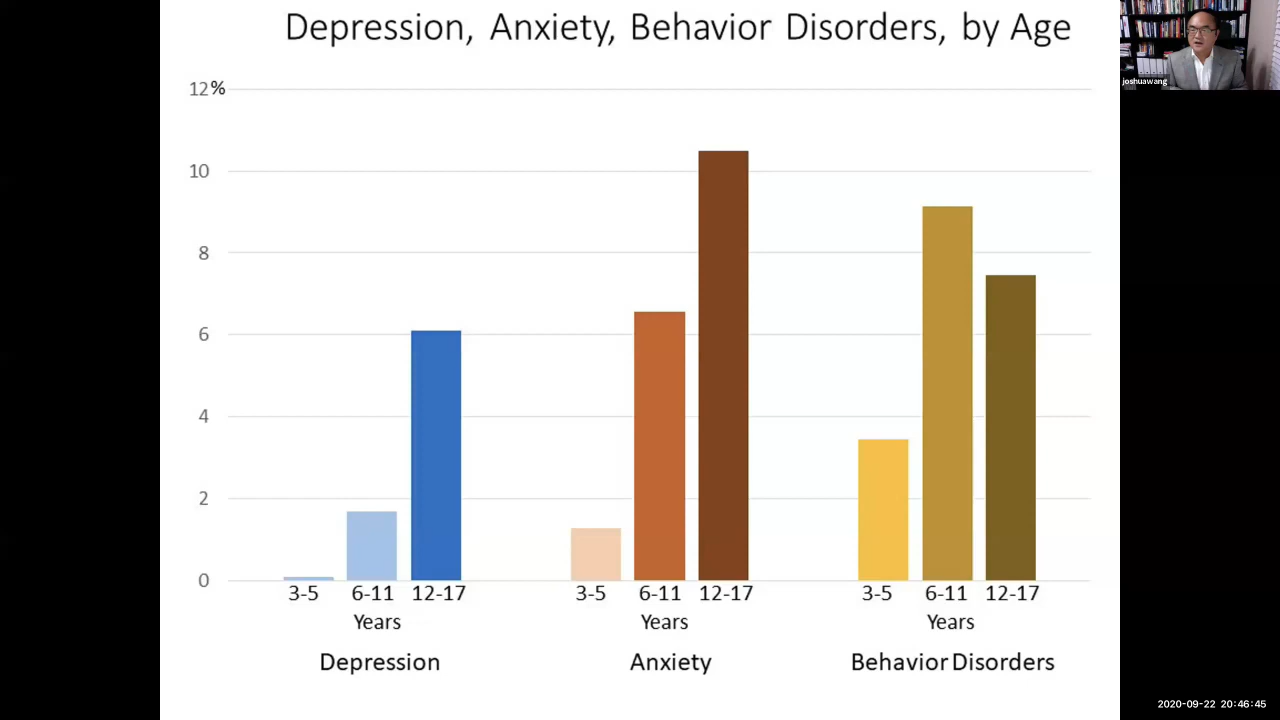 Depression, Anxiety, Behavior Disorders, by Age
joshuawang
12%
10
8
6
4
2
0
3-5 6-11 12-17 3-5 6-11 12-17 3-5 6-11 12-17
Years Years Years
Depression Anxiety Behavior Disorders
2020-09-22 20:46:45